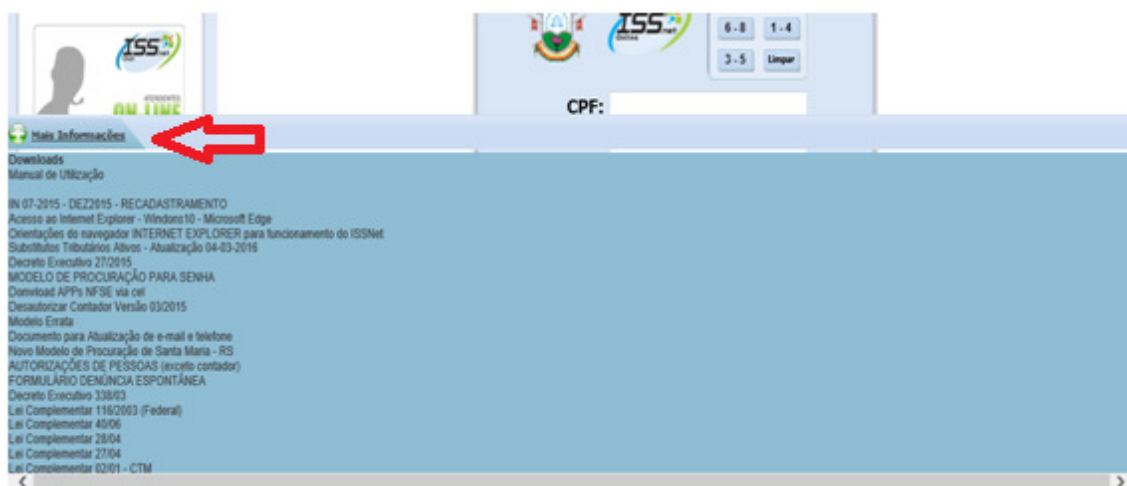 ISS.net
Online
6 - 8
1 - 4
3 - 5
Limpar
ISS.net
ATENDENTES
ON LINE
CPF:
Mais Informações
Downloads
Manual de Utilização
IN 07-2015 - DEZ2015 - RECADASTRAMENTO
Acesso ao Internet Explorer - Windons10 - Microsoft Edge
Orientações do navegador INTERNET EXPLORER para funcionamento do ISSNet
Substitutos Tributários Ativos - Atualização 04-03-2016
Decreto Executivo 27/2015
MODELO DE PROCURAÇÃO PARA SENHA
Donwload APPs NFSE via cel
Desautorizar Contador Versão 03/2015
Modelo Errata
Documento para Atualização de e-mail e telefone
Novo Modelo de Procuração de Santa Maria - RS
AUTORIZAÇÕES DE PESSOAS (exceto contador)
FORMULÁRIO DENÚNCIA ESPONTÂNEA
Decreto Executivo 338/03
Lei Complementar 116/2003 (Federal)
Lei Complementar 40/06
Lei Complementar 28/04
Lei Complementar 27/04
Lei Complementar 02/01 - CTM